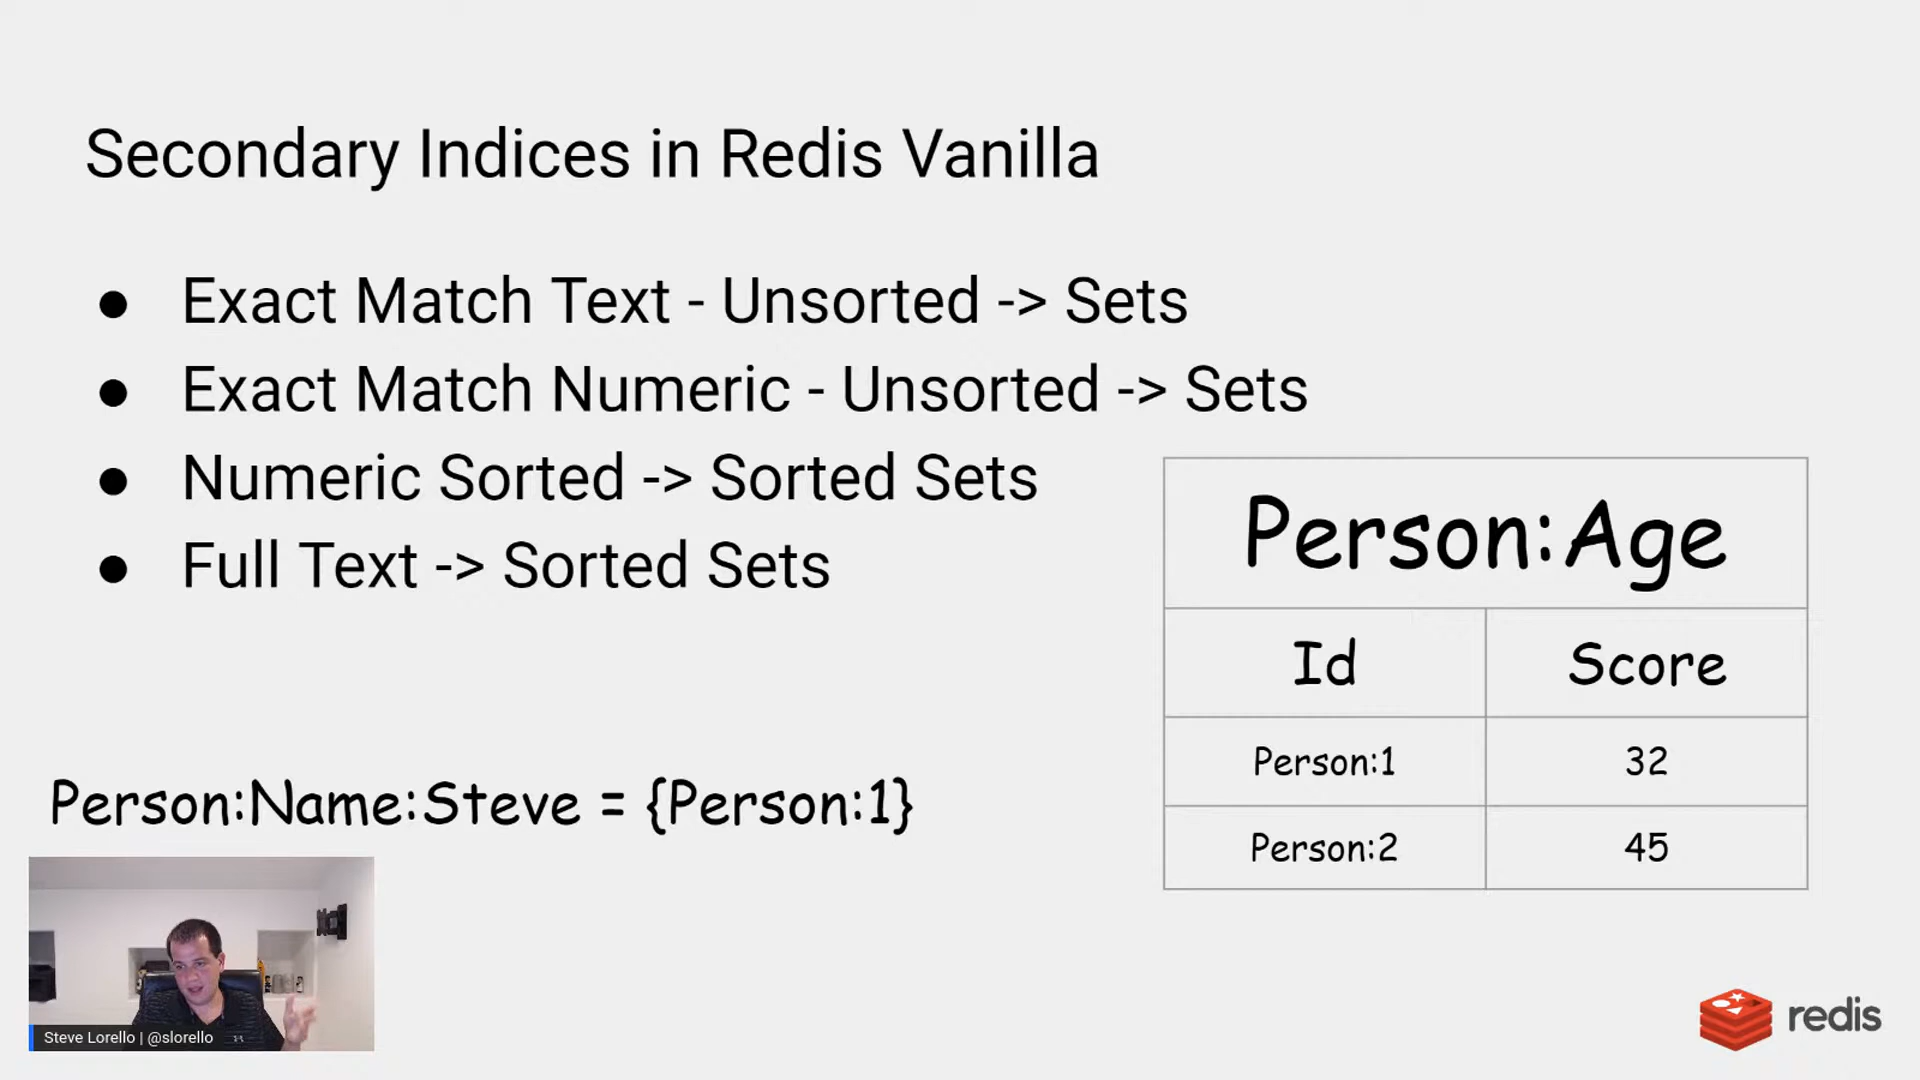 Secondary Indices in Redis Vanilla
● Exact Match Text - Unsorted -> Sets
● Exact Match Numeric - Unsorted -> Sets
● Numeric Sorted -> Sorted Sets
● Full Text -> Sorted Sets
Person:Age
Id Score
Person:1 32
Person:2 45
Person:Name:Steve = {Person:1}
Steve Lorello | @slorello
redis